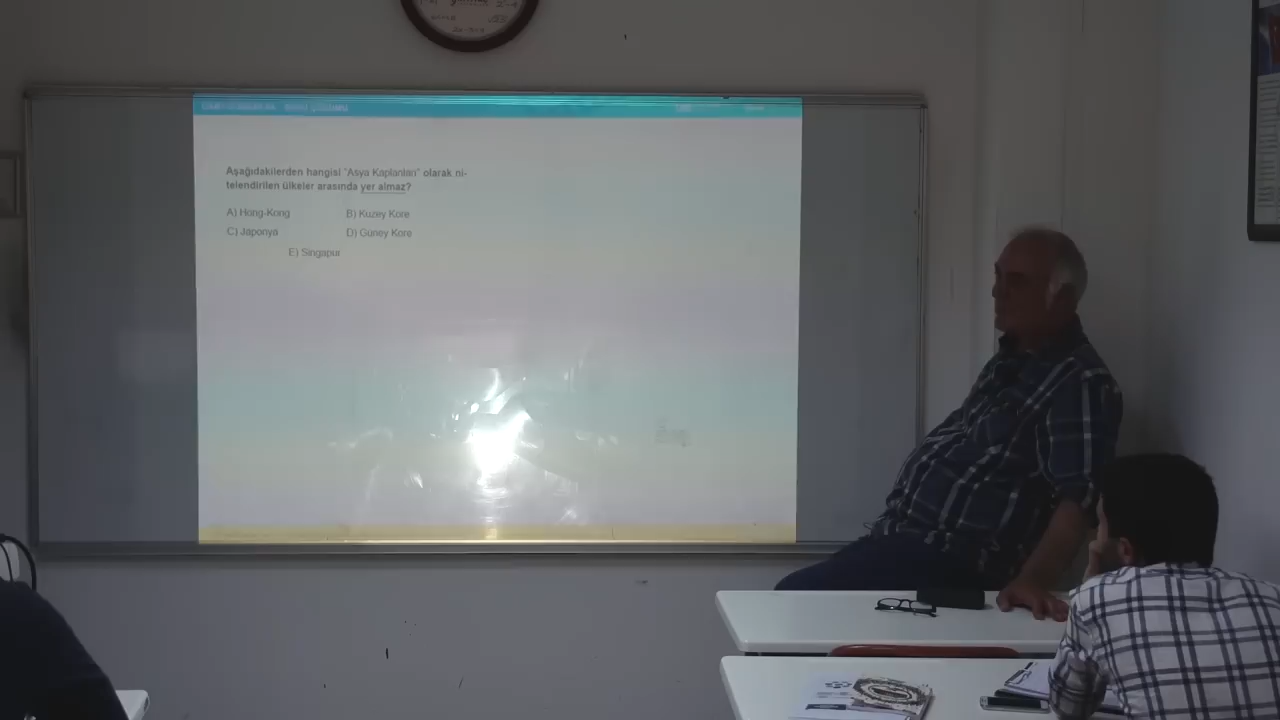 Aşağıdakilerden hangisi "Asya Kaplanları" olarak ni-
telendirilen ülkeler arasında yer almaz?
A) Hong-Kong B) Kuzey Kore
C) Japonya D) Güney Kore
E) Singapur